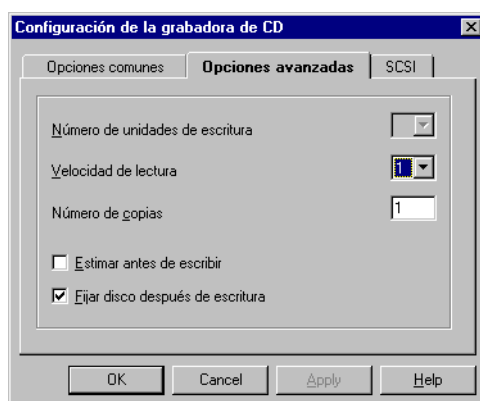 Configuración de la grabadora de CD
Opciones comunes Opciones avanzadas SCSI
Número de unidades de escritura
Velocidad de lectura 1
Número de copias 1
Estimar antes de escribir
Fijar disco después de escritura
OK Cancel Apply Help